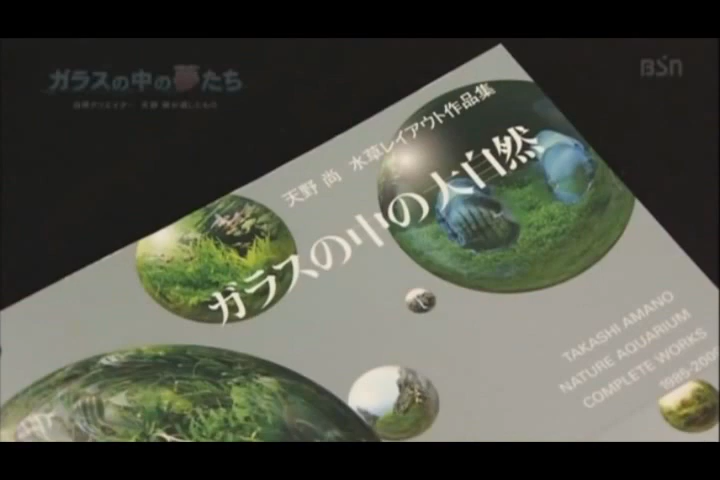 ガラスの中の夢たち
BSN
天野 尚 水草レイアウト作品集
ガラスの中の大自然
TAKASHI AMANO
NATURE AQUARIUM
COMPLETE WORKS